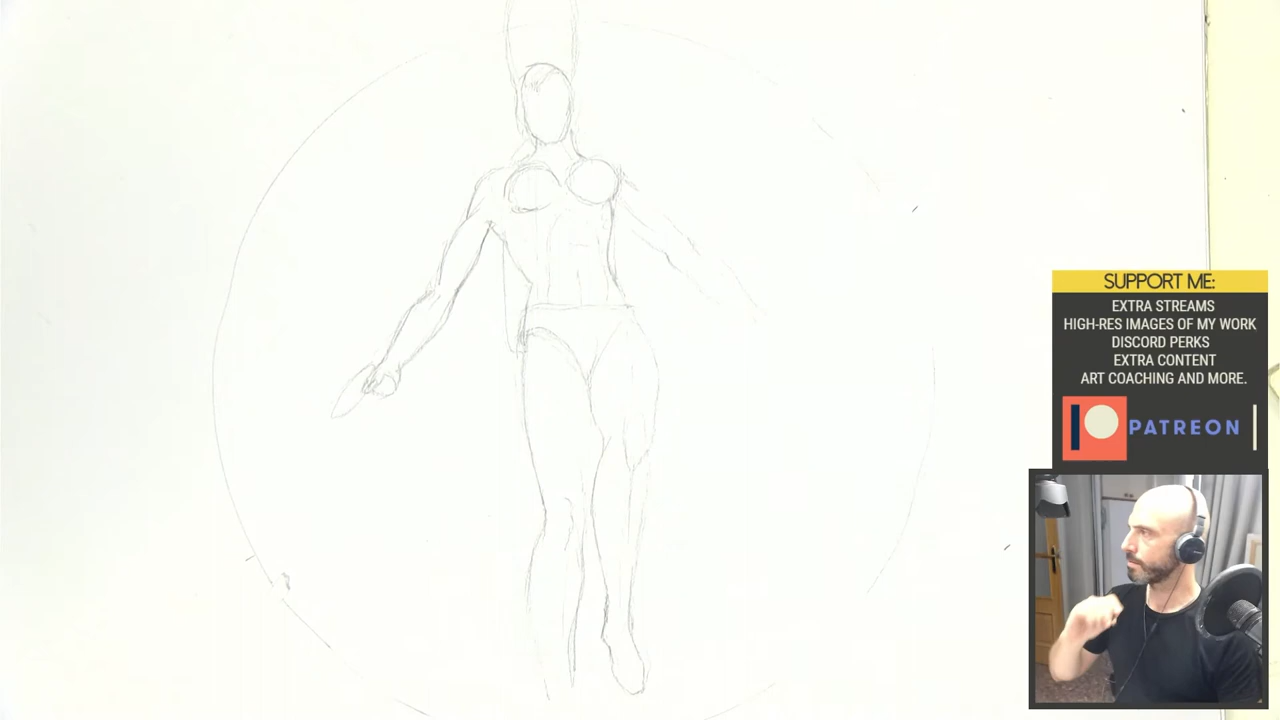 SUPPORT ME:
EXTRA STREAMS
HIGH-RES IMAGES OF MY WORK
DISCORD PERKS
EXTRA CONTENT
ART COACHING AND MORE.
PATREON